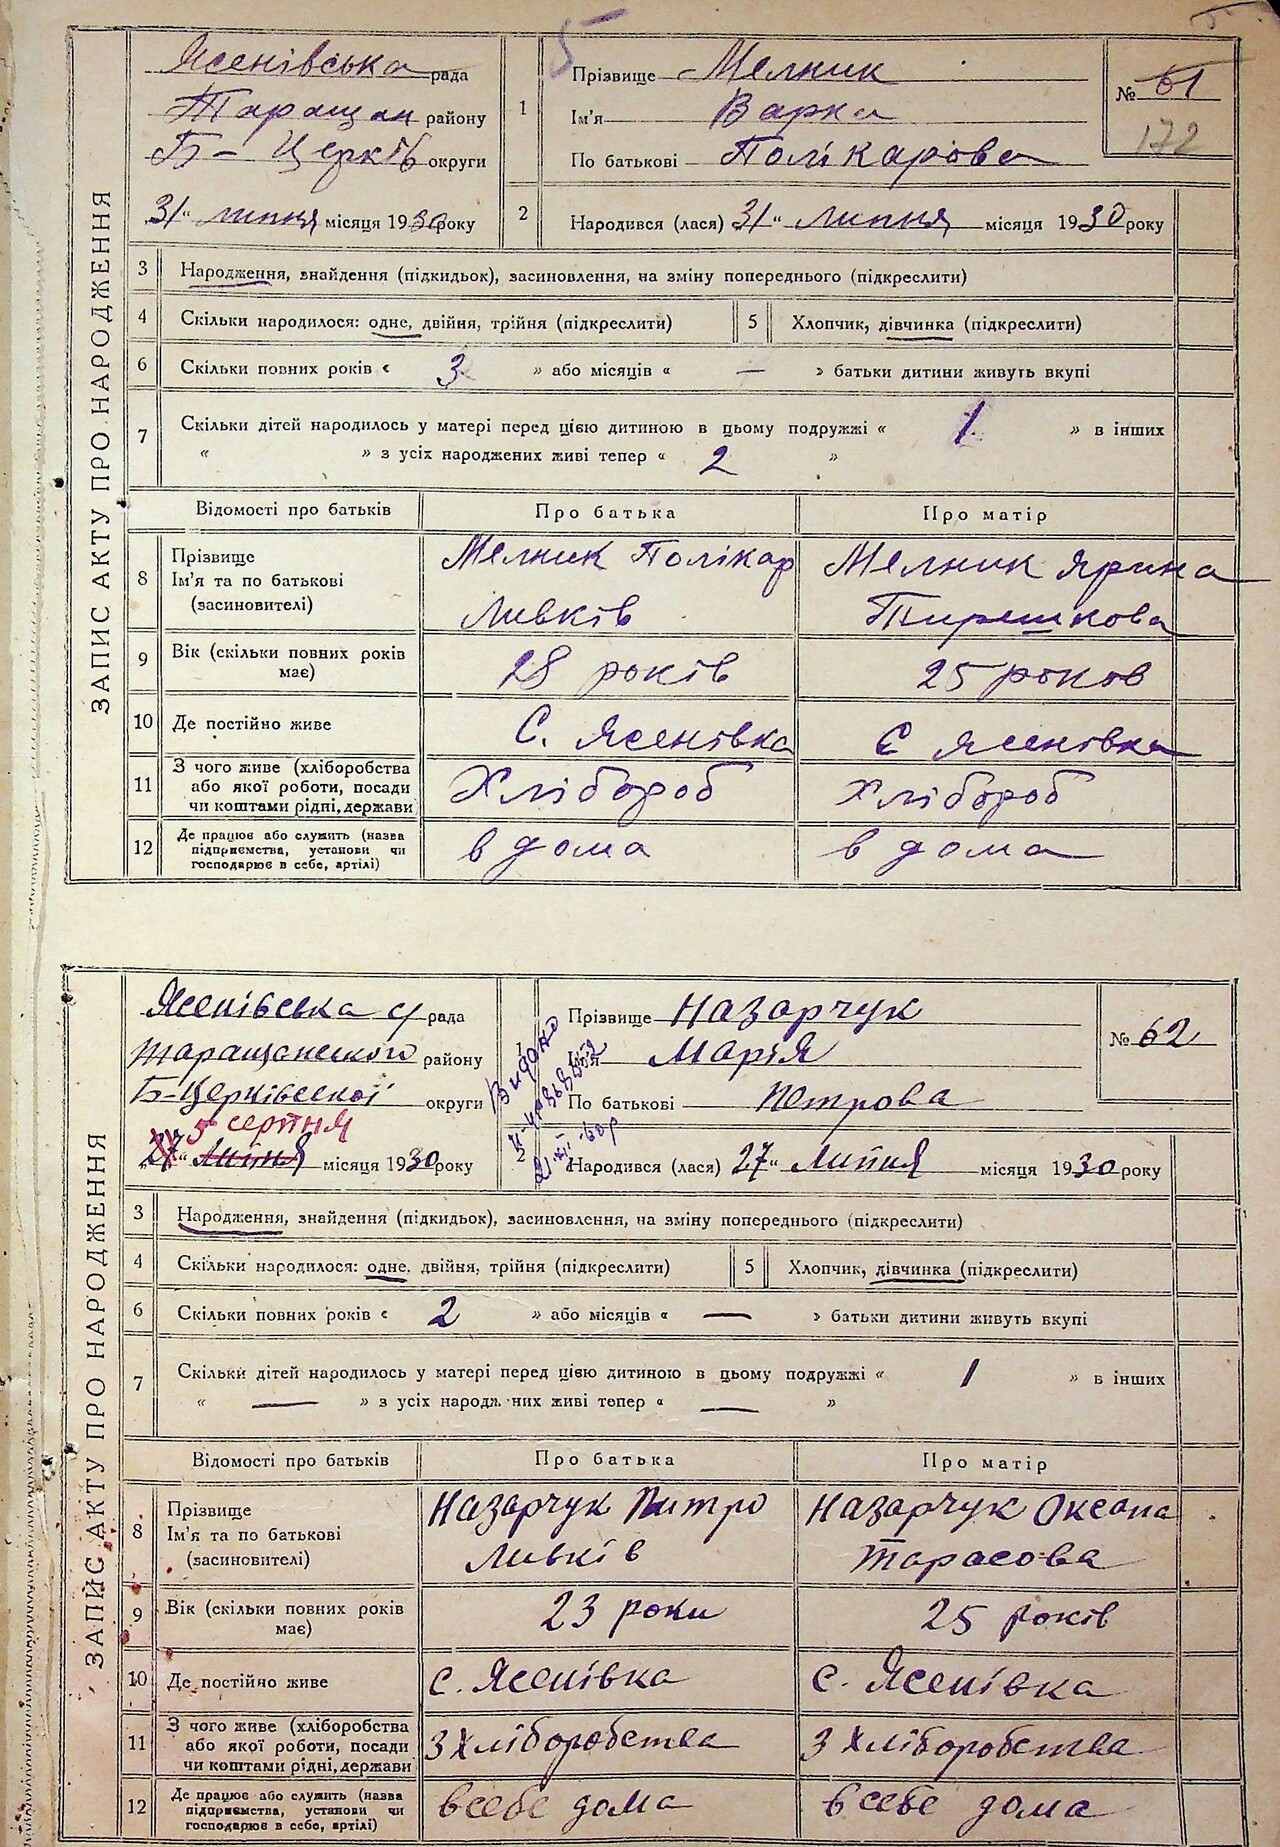 ЗАПИС АКТУ ПРО НАРОДЖЕННЯ
Ясенівська рада
Таращан району
Б- Церків округи
31" липня місяця 1930 року
5
1 Прізвище Мелник
Ім'я Варка
По батькові Полікарова
№ 61
172
2 Народився (лася) 31" липня місяця 1930 року
3 Народження, знайдення (підкидьок), засиновлення, на зміну попереднього (підкреслити)
4 Скільки народилося: одне, двійня, трійня (підкреслити) 5 Хлопчик, дівчинка (підкреслити)
6 Скільки повних років « 3 » або місяців « — » батьки дитини живуть вкупі
7 Скільки дітей народилось у матері перед цією дитиною в цьому подружжі « 1 » в інших
« » з усіх народжених живі тепер « 2 »
Відомості про батьків Про батька Про матір
8 Прізвище Ім'я та по батькові (засиновителі) Мелник Полікар Мелник Ярина
Ливків Тирешкова
9 Вік (скільки повних років має) 28 років 25 роков
10 Де постійно живе С. Ясенівка С Ясенівка
11 З чого живе (хліборобства або якої роботи, посади чи коштами рідні, держави Хлібороб Хлібороб
12 Де працює або служить (назва підприємства, установи чи господарює в себе, артілі) в дома в дома
ЗАПИС АКТУ ПРО НАРОДЖЕННЯ
Ясенівська с/ рада
Таращанского району
Б-Церківської округи
5 серпня
"27" липня місяця 1930 року
Видано
1 Прізвище Назарчук
Ім'я Марія
По батькові Петрова
№ 62
2 Народився (лася) 27" липня місяця 1930 року
3 Народження, знайдення (підкидьок), засиновлення, на зміну попереднього (підкреслити)
4 Скільки народилося: одне, двійня, трійня (підкреслити) 5 Хлопчик, дівчинка (підкреслити)
6 Скільки повних років « 2 » або місяців « — » батьки дитини живуть вкупі
7 Скільки дітей народилось у матері перед цією дитиною в цьому подружжі « 1 » в інших
« — » з усіх народжених живі тепер « — »
Відомості про батьків Про батька Про матір
8 Прізвище Ім'я та по батькові (засиновителі) Назарчук Питро Назарчук Оксана
Ливків Тарасова
9 Вік (скільки повних років має) 23 роки 25 років
10 Де постійно живе с. Ясенівка с. Ясенівка
11 З чого живе (хліборобства або якої роботи, посади чи коштами рідні, держави З хліборобства З хліборобства
12 Де працює або служить (назва підприємства, установи чи господарює в себе, артілі) в себе дома в себе дома